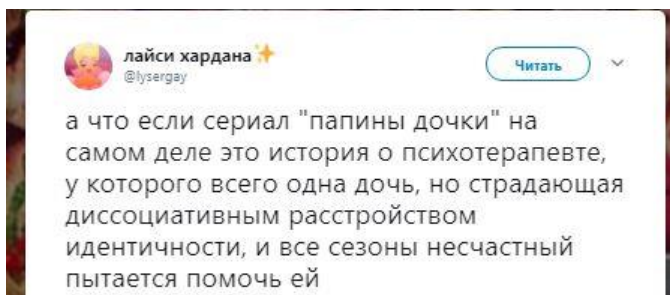 лайси хардана✨
@lysergay
Читать
а что если сериал "папины дочки" на
самом деле это история о психотерапевте,
у которого всего одна дочь, но страдающая
диссоциативным расстройством
идентичности, и все сезоны несчастный
пытается помочь ей